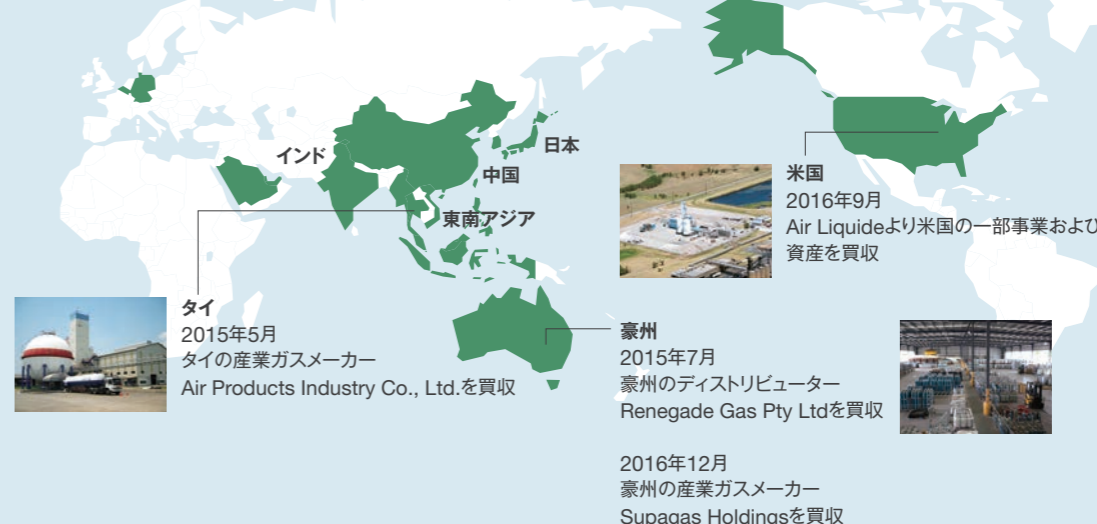 インド
日本
中国
東南アジア
タイ
2015年5月
タイの産業ガスメーカー
Air Products Industry Co., Ltd.を買収
米国
2016年9月
Air Liquideより米国の一部事業および
資産を買収
豪州
2015年7月
豪州のディストリビューター
Renegade Gas Pty Ltdを買収
2016年12月
豪州の産業ガスメーカー
Supagas Holdingsを買収